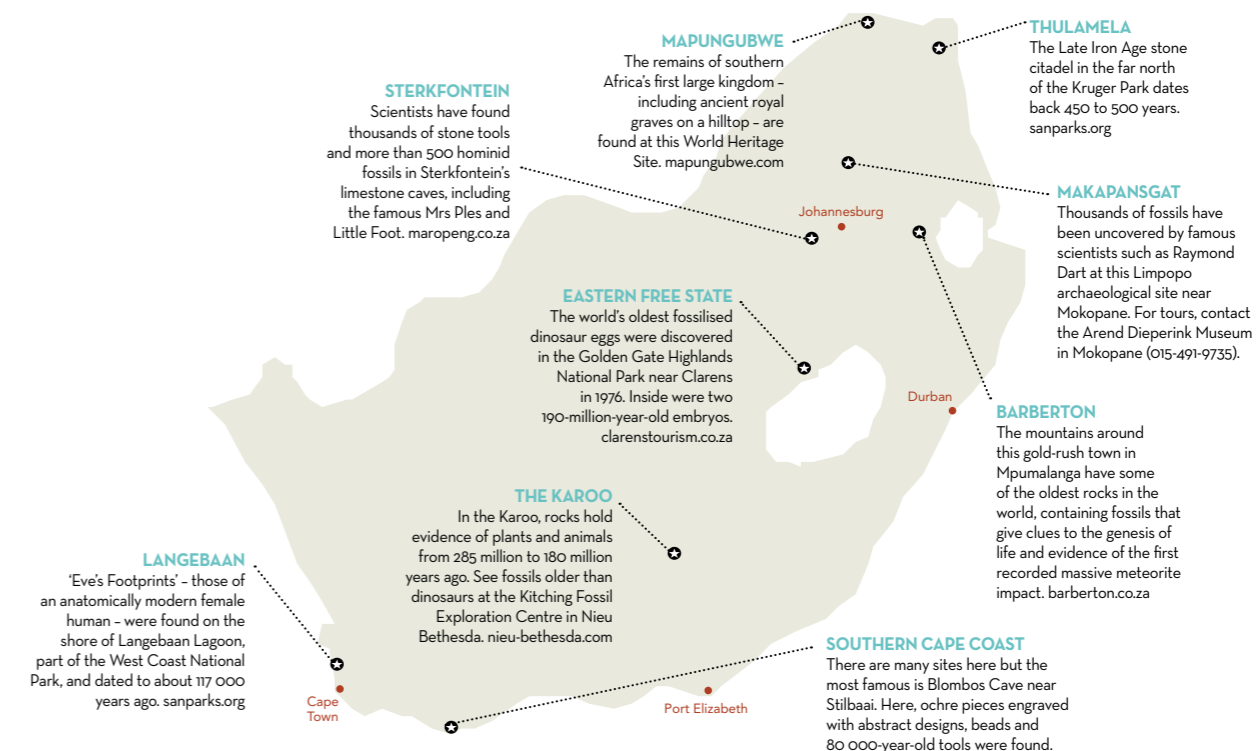 MAPUNGUBWE
The remains of southern
Africa's first large kingdom –
including ancient royal
graves on a hilltop – are
found at this World Heritage
Site. mapungubwe.com
THULAMELA
The Late Iron Age stone
citadel in the far north
of the Kruger Park dates
back 450 to 500 years.
sanparks.org
STERKFONTEIN
Scientists have found
thousands of stone tools
and more than 500 hominid
fossils in Sterkfontein's
limestone caves, including
the famous Mrs Ples and
Little Foot. maropeng.co.za
MAKAPANSGAT
Thousands of fossils have
been uncovered by famous
scientists such as Raymond
Dart at this Limpopo
archaeological site near
Mokopane. For tours, contact
the Arend Dieperink Museum
in Mokopane (015-491-9735).
Johannesburg
EASTERN FREE STATE
The world's oldest fossilised
dinosaur eggs were discovered
in the Golden Gate Highlands
National Park near Clarens
in 1976. Inside were two
190-million-year-old embryos.
clarenstourism.co.za
Durban
BARBERTON
The mountains around
this gold-rush town in
Mpumalanga have some
of the oldest rocks in the
world, containing fossils that
give clues to the genesis of
life and evidence of the first
recorded massive meteorite
impact. barberton.co.za
THE KAROO
In the Karoo, rocks hold
evidence of plants and animals
from 285 million to 180 million
years ago. See fossils older than
dinosaurs at the Kitching Fossil
Exploration Centre in Nieu
Bethesda. nieu-bethesda.com
LANGEBAAN
'Eve's Footprints' – those of
an anatomically modern female
human – were found on the
shore of Langebaan Lagoon,
part of the West Coast National
Park, and dated to about 117 000
years ago. sanparks.org
Cape
Town
Port Elizabeth
SOUTHERN CAPE COAST
There are many sites here but the
most famous is Blombos Cave near
Stilbaai. Here, ochre pieces engraved
with abstract designs, beads and
80 000-year-old tools were found.